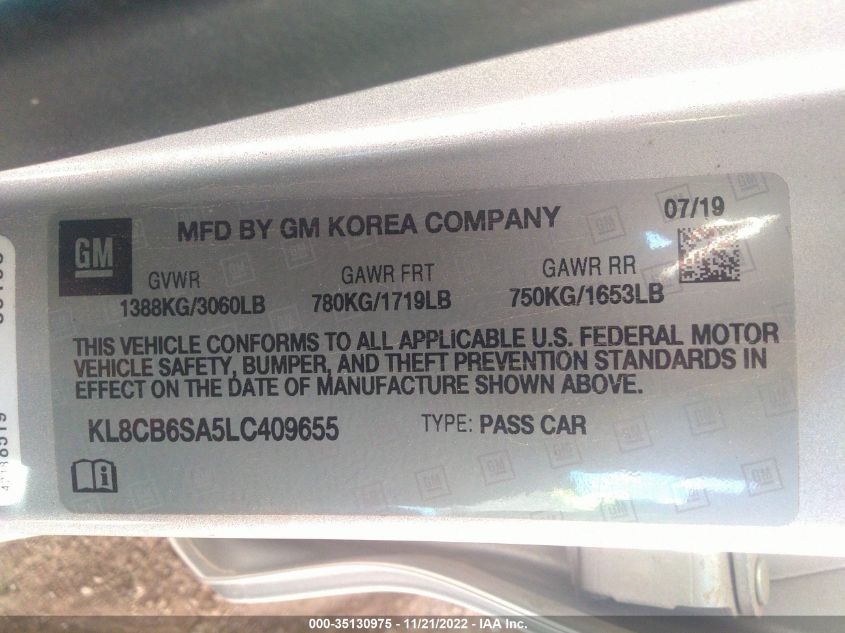 GM
MFD BY GM KOREA COMPANY
07/19
GVWR
GAWR FRT
GAWR RR
1388KG/3060LB
780KG/1719LB
750KG/1653LB
THIS VEHICLE CONFORMS TO ALL APPLICABLE U.S. FEDERAL MOTOR
VEHICLE SAFETY, BUMPER, AND THEFT PREVENTION STANDARDS IN
EFFECT ON THE DATE OF MANUFACTURE SHOWN ABOVE.
KL8CB6SA5LC409655
TYPE: PASS CAR
000-35130975 - 11/21/2022 - IAA Inc.